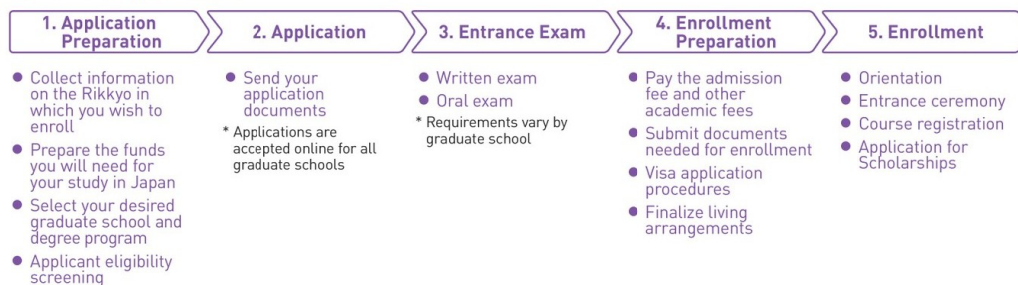 1. Application
Preparation
● Collect information
on the Rikkyo in
which you wish to
enroll
● Prepare the funds
you will need for
your study in Japan
● Select your desired
graduate school and
degree program
● Applicant eligibility
screening
2. Application
● Send your
application
documents
* Applications are
accepted online for all
graduate schools
3. Entrance Exam
● Written exam
● Oral exam
* Requirements vary by
graduate school
4. Enrollment
Preparation
● Pay the admission
fee and other
academic fees
● Submit documents
needed for enrollment
● Visa application
procedures
● Finalize living
arrangements
5. Enrollment
● Orientation
● Entrance ceremony
● Course registration
● Application for
Scholarships